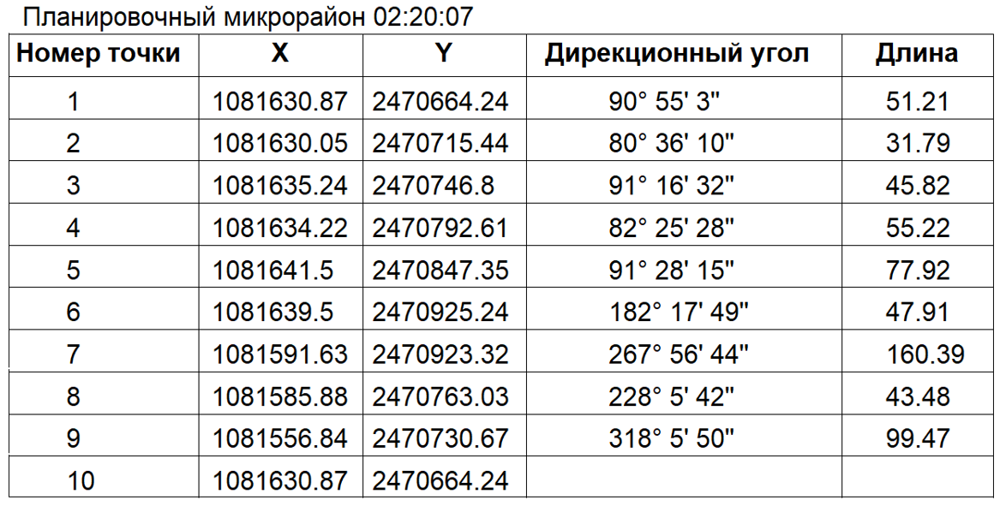 Планировочный микрорайон 02:20:07
Номер точки X Y Дирекционный угол Длина
1 1081630.87 2470664.24 90° 55' 3" 51.21
2 1081630.05 2470715.44 80° 36' 10" 31.79
3 1081635.24 2470746.8 91° 16' 32" 45.82
4 1081634.22 2470792.61 82° 25' 28" 55.22
5 1081641.5 2470847.35 91° 28' 15" 77.92
6 1081639.5 2470925.24 182° 17' 49" 47.91
7 1081591.63 2470923.32 267° 56' 44" 160.39
8 1081585.88 2470763.03 228° 5' 42" 43.48
9 1081556.84 2470730.67 318° 5' 50" 99.47
10 1081630.87 2470664.24